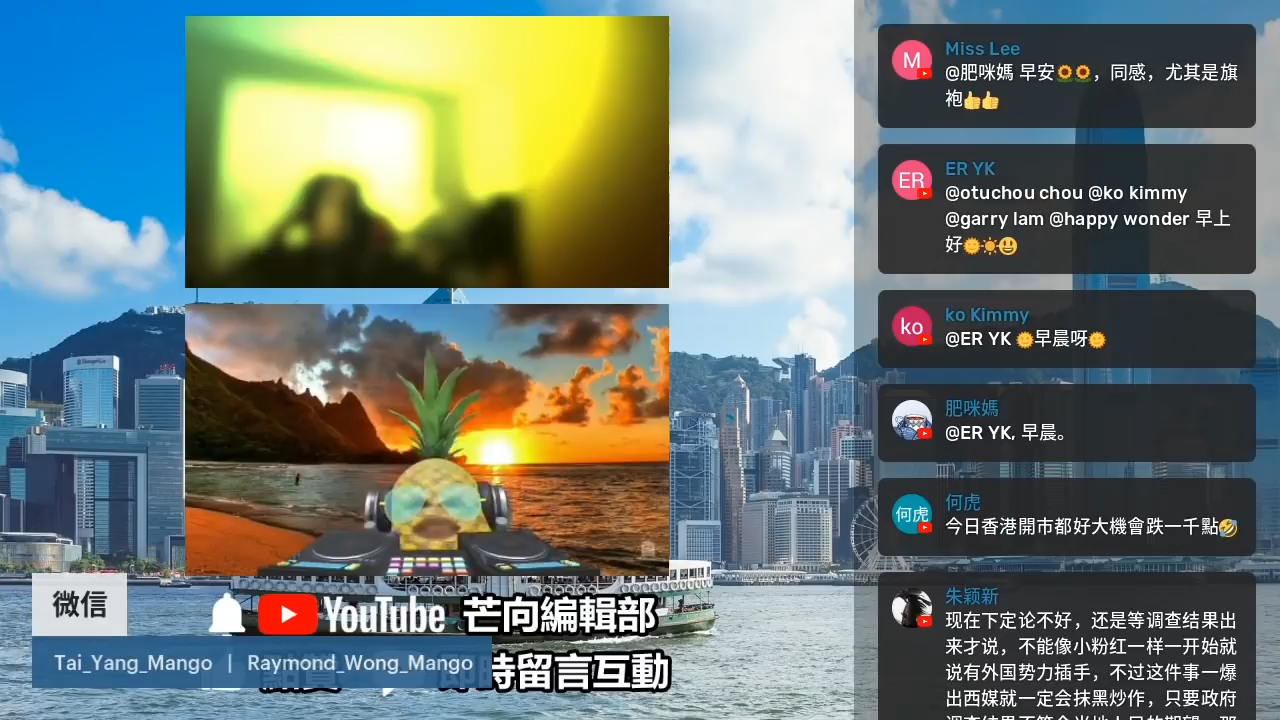 Miss Lee
@肥咪媽 早安🌻🌻，同感，尤其是旗
袍👍👍
ER YK
@otuchou chou @ko kimmy
@garry lam @happy wonder 早上
好🌞☀😃
ko Kimmy
@ER YK 🌞早晨呀🌞
肥咪媽
@ER YK, 早晨。
何虎
今日香港開市都好大機會跌一千點🤣
朱颖新
现在下定论不好，还是等调查结果出
来才说，不能像小粉红一样一开始就
说有外国势力插手，不过这件事一爆
出西媒就一定会抹黑炒作，只要政府
M
ER
ko
何虎
微信
YouTube 芒向編輯部
Tai_Yang_Mango | Raymond_Wong_Mango
時留言互動